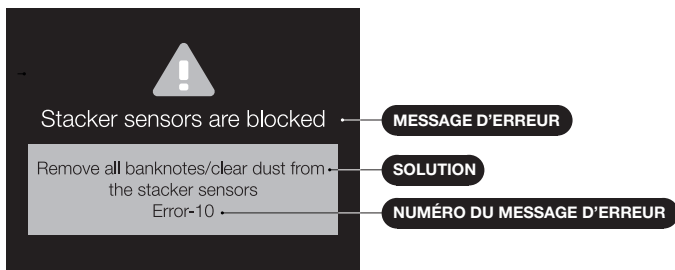 Stacker sensors are blocked
MESSAGE D'ERREUR
Remove all banknotes/clear dust from
the stacker sensors
SOLUTION
Error-10
NUMÉRO DU MESSAGE D'ERREUR